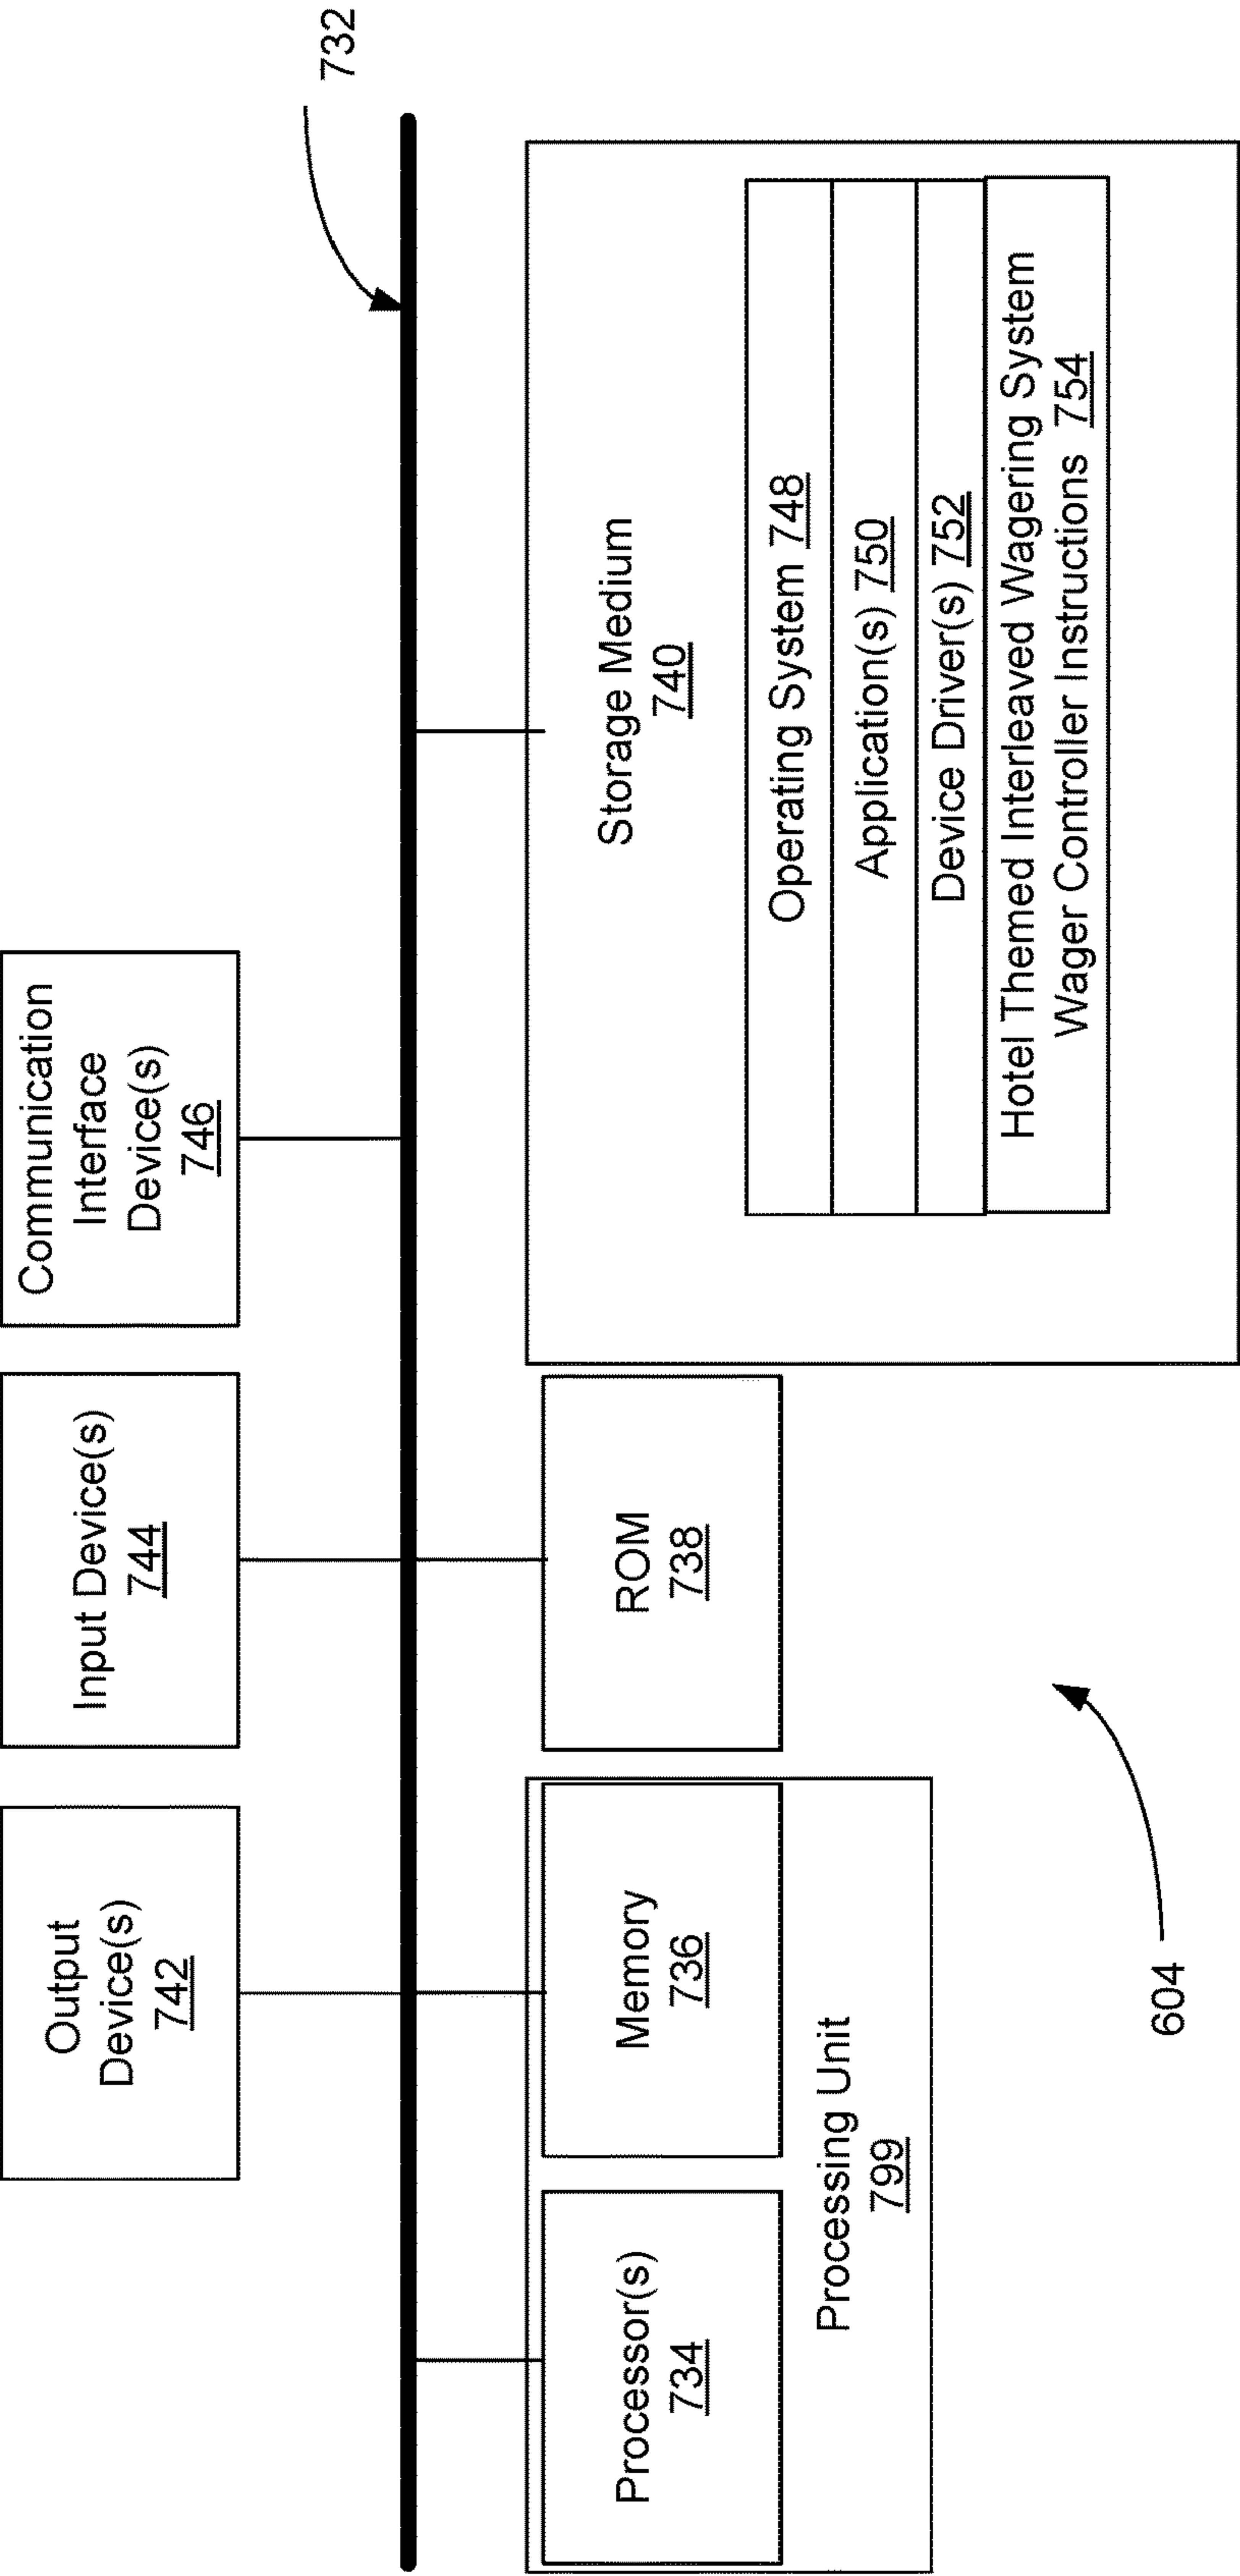 Output
Device(s)
742
Input Device(s)
744
Communication
Interface
Device(s)
746
732
Processor(s)
734
Memory
736
Processing Unit
799
ROM
738
Storage Medium
740
Operating System 748
Application(s) 750
Device Driver(s) 752
Hotel Themed Interleaved Wagering System
Wager Controller Instructions 754
604